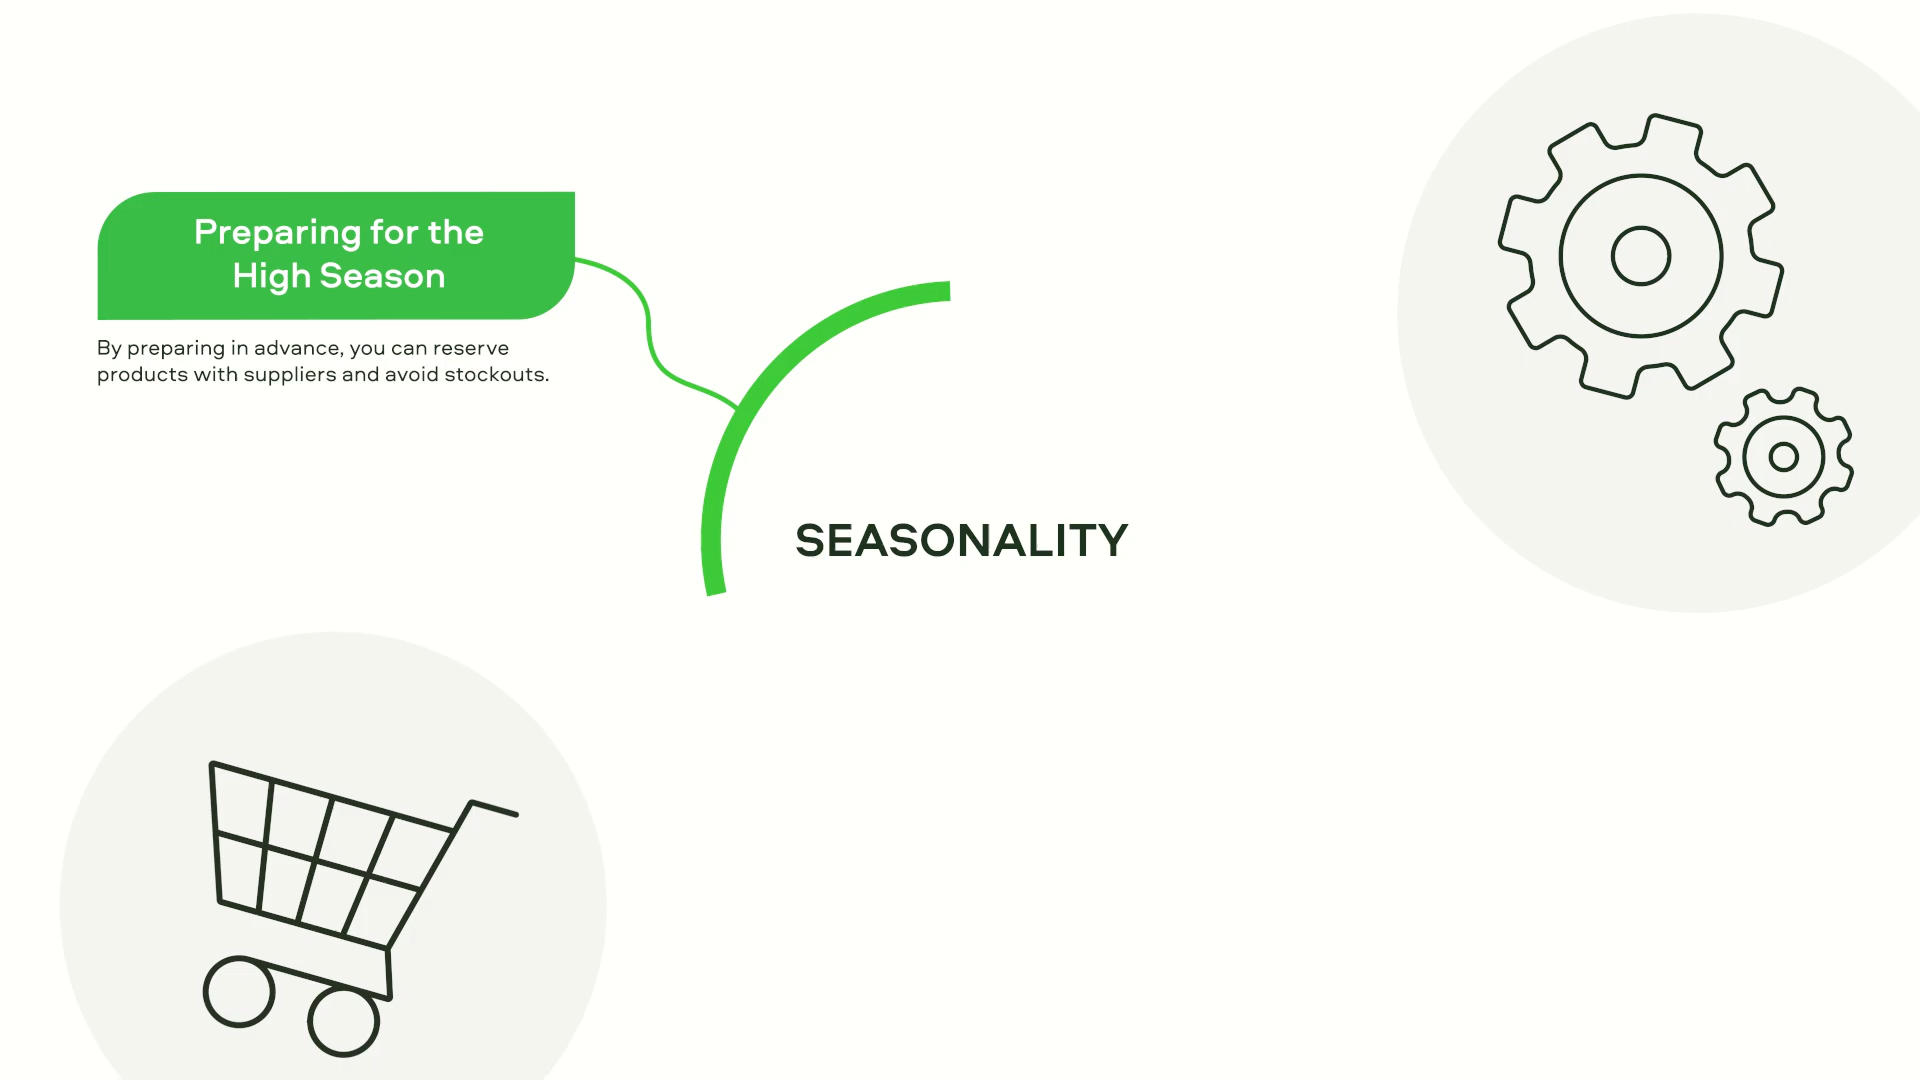 Preparing for the
High Season
By preparing in advance, you can reserve
products with suppliers and avoid stockouts.
SEASONALITY